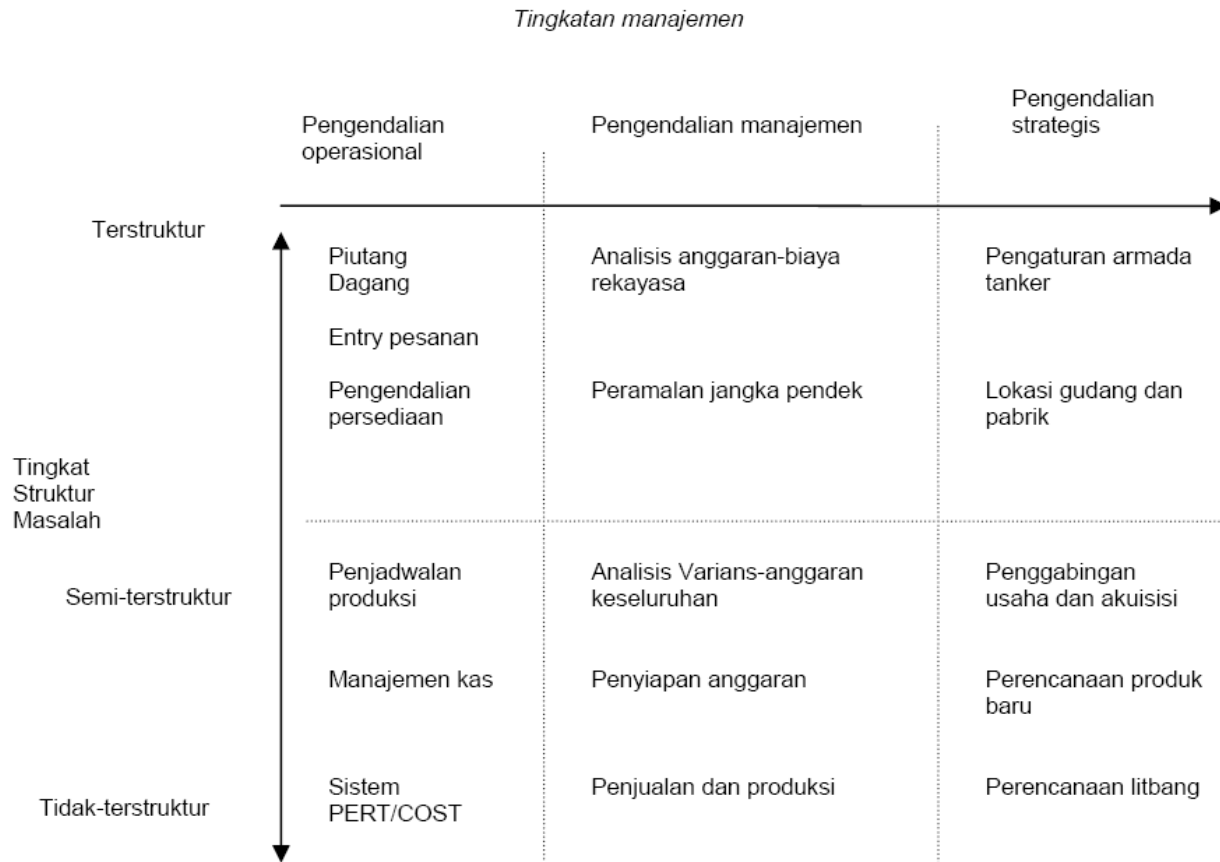 Tingkatan manajemen
Pengendalian
operasional
Pengendalian manajemen
Pengendalian
strategis
Terstruktur
Piutang
Dagang
Analisis anggaran-biaya
rekayasa
Pengaturan armada
tanker
Entry pesanan
Pengendalian
persediaan
Peramalan jangka pendek
Lokasi gudang dan
pabrik
Tingkat
Struktur
Masalah
Semi-terstruktur
Penjadwalan
produksi
Analisis Varians-anggaran
keseluruhan
Penggabingan
usaha dan akuisisi
Manajemen kas
Penyiapan anggaran
Perencanaan produk
baru
Tidak-terstruktur
Sistem
PERT/COST
Penjualan dan produksi
Perencanaan litbang